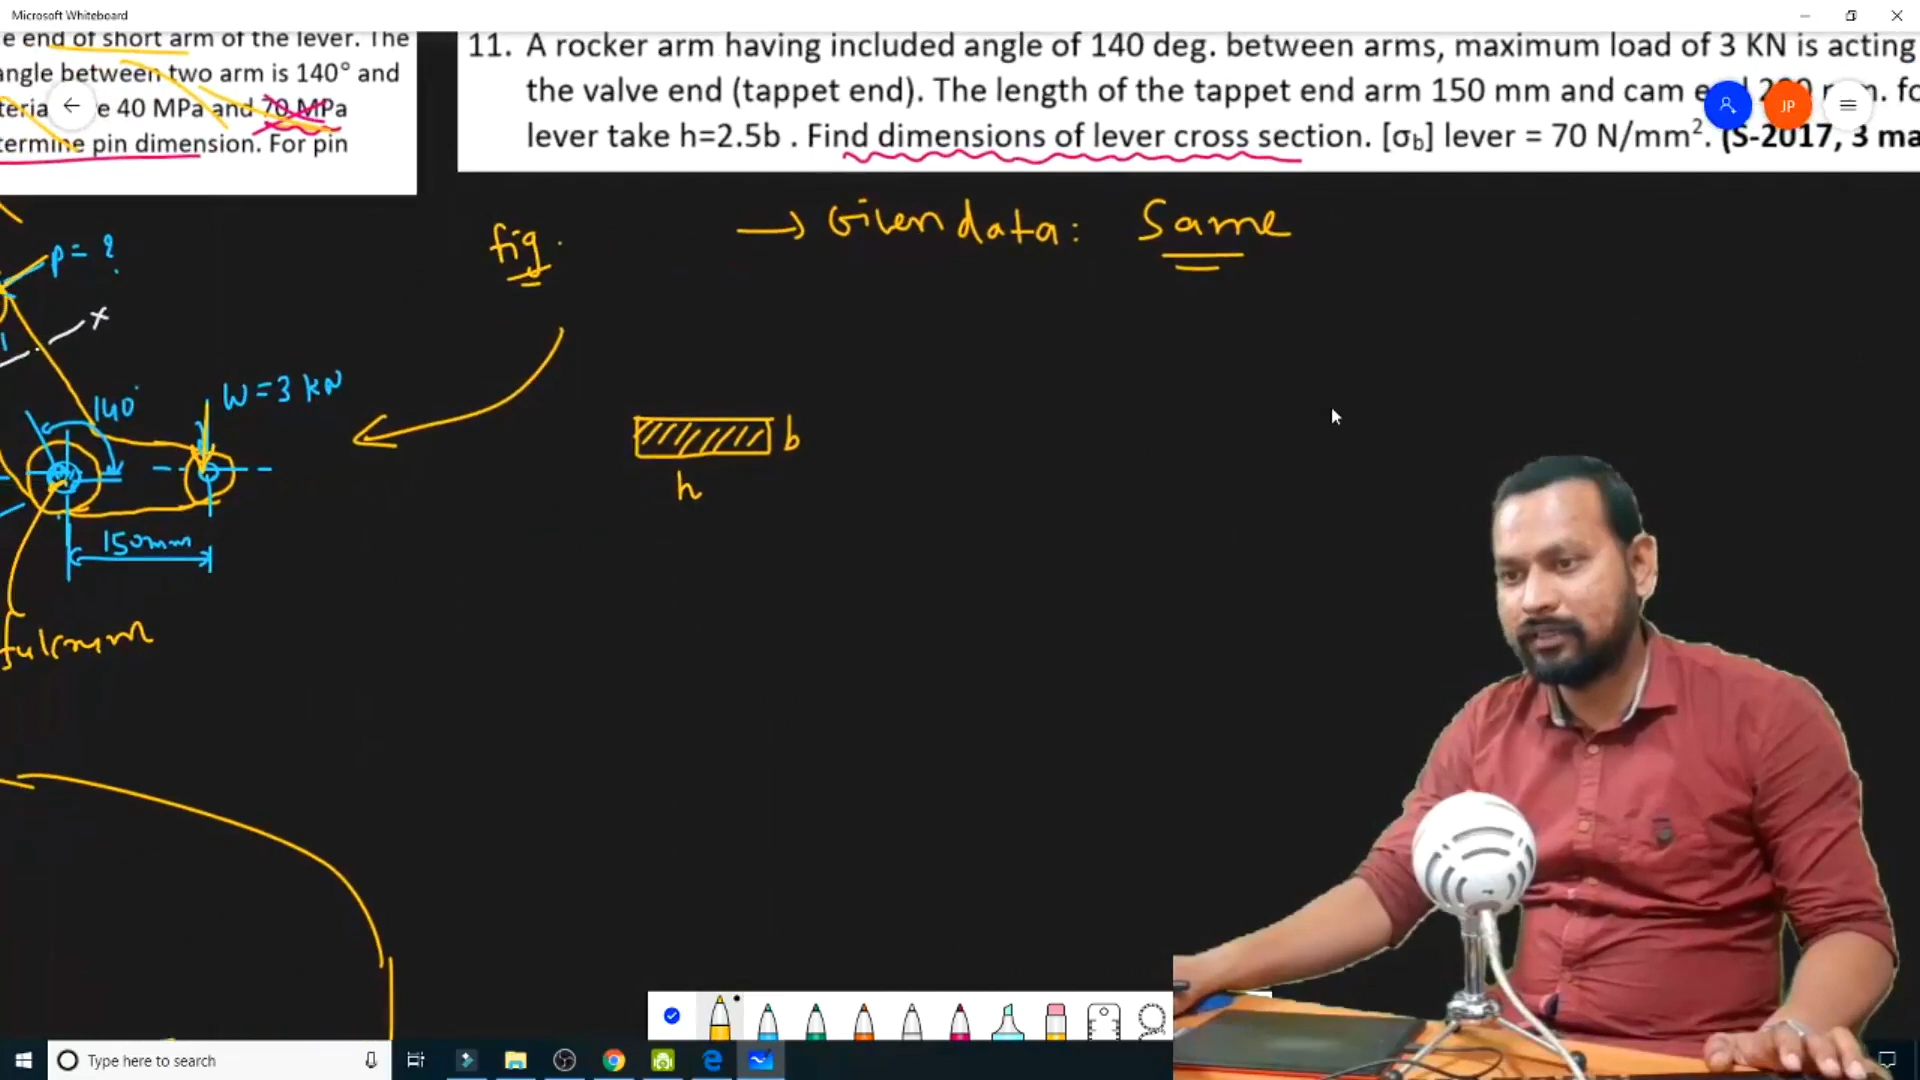 Microsoft Whiteboard
e end of short arm of the lever. The
angle between two arm is 140° and
teria e 40 MPa and 70 MPa
termine pin dimension. For pin
11. A rocker arm having included angle of 140 deg. between arms, maximum load of 3 KN is acting
the valve end (tappet end). The length of the tappet end arm 150 mm and cam
lever take h=2.5b . Find dimensions of lever cross section. [σb] lever = 70 N/mm². (S-2017, 3 ma
JP
fig.
→ Given data: Same
P = ?
x
140°
W = 3 kN
150mm
fulcrum
b
h
Type here to search